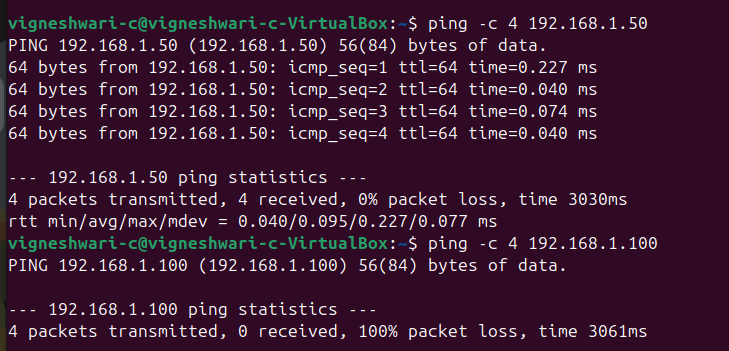 vigneshwari-c@vigneshwari-c-VirtualBox:~$ ping -c 4 192.168.1.50
PING 192.168.1.50 (192.168.1.50) 56(84) bytes of data.
64 bytes from 192.168.1.50: icmp_seq=1 ttl=64 time=0.227 ms
64 bytes from 192.168.1.50: icmp_seq=2 ttl=64 time=0.040 ms
64 bytes from 192.168.1.50: icmp_seq=3 ttl=64 time=0.074 ms
64 bytes from 192.168.1.50: icmp_seq=4 ttl=64 time=0.040 ms

--- 192.168.1.50 ping statistics ---
4 packets transmitted, 4 received, 0% packet loss, time 3030ms
rtt min/avg/max/mdev = 0.040/0.095/0.227/0.077 ms
vigneshwari-c@vigneshwari-c-VirtualBox:~$ ping -c 4 192.168.1.100
PING 192.168.1.100 (192.168.1.100) 56(84) bytes of data.

--- 192.168.1.100 ping statistics ---
4 packets transmitted, 0 received, 100% packet loss, time 3061ms